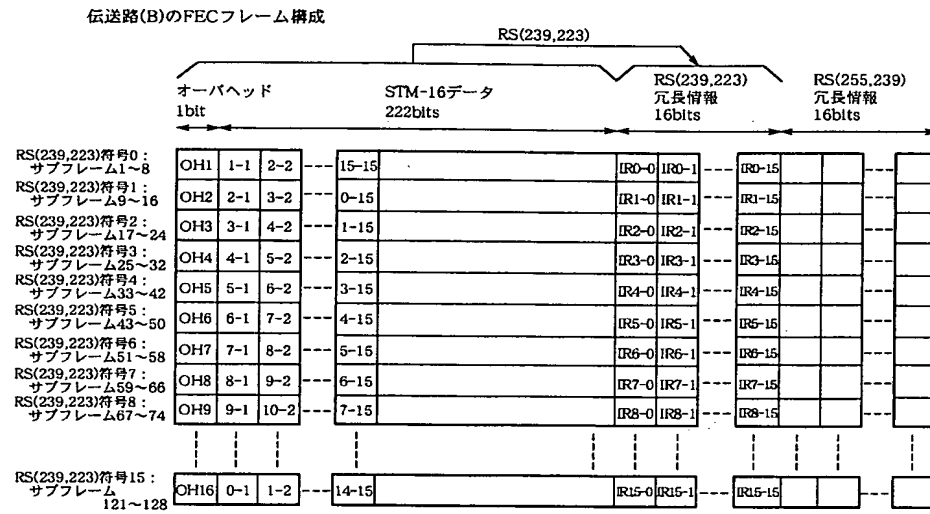 伝送路(B)のFECフレーム構成
RS(239,223)
オーバヘッド
1bit
STM-16データ
222bits
RS(239,223)
冗長情報
16bits
RS(255,239)
冗長情報
16bits
RS(239,223)符号0:
サブフレーム1~8
OH1 1-1 2-2 15-15 IR0-0 IR0-1 IR0-15
RS(239,223)符号1:
サブフレーム9~16
OH2 2-1 3-2 0-15 IR1-0 IR1-1 IR1-15
RS(239,223)符号2:
サブフレーム17~24
OH3 3-1 4-2 1-15 IR2-0 IR2-1 IR2-15
RS(239,223)符号3:
サブフレーム25~32
OH4 4-1 5-2 2-15 IR3-0 IR3-1 IR3-15
RS(239,223)符号4:
サブフレーム33~42
OH5 5-1 6-2 3-15 IR4-0 IR4-1 IR4-15
RS(239,223)符号5:
サブフレーム43~50
OH6 6-1 7-2 4-15 IR5-0 IR5-1 IR5-15
RS(239,223)符号6:
サブフレーム51~58
OH7 7-1 8-2 5-15 IR6-0 IR6-1 IR6-15
RS(239,223)符号7:
サブフレーム59~66
OH8 8-1 9-2 6-15 IR7-0 IR7-1 IR7-15
RS(239,223)符号8:
サブフレーム67~74
OH9 9-1 10-2 7-15 IR8-0 IR8-1 IR8-15
RS(239,223)符号15:
サブフレーム
121~128
OH16 0-1 1-2 14-15 IR15-0 IR15-1 IR15-15